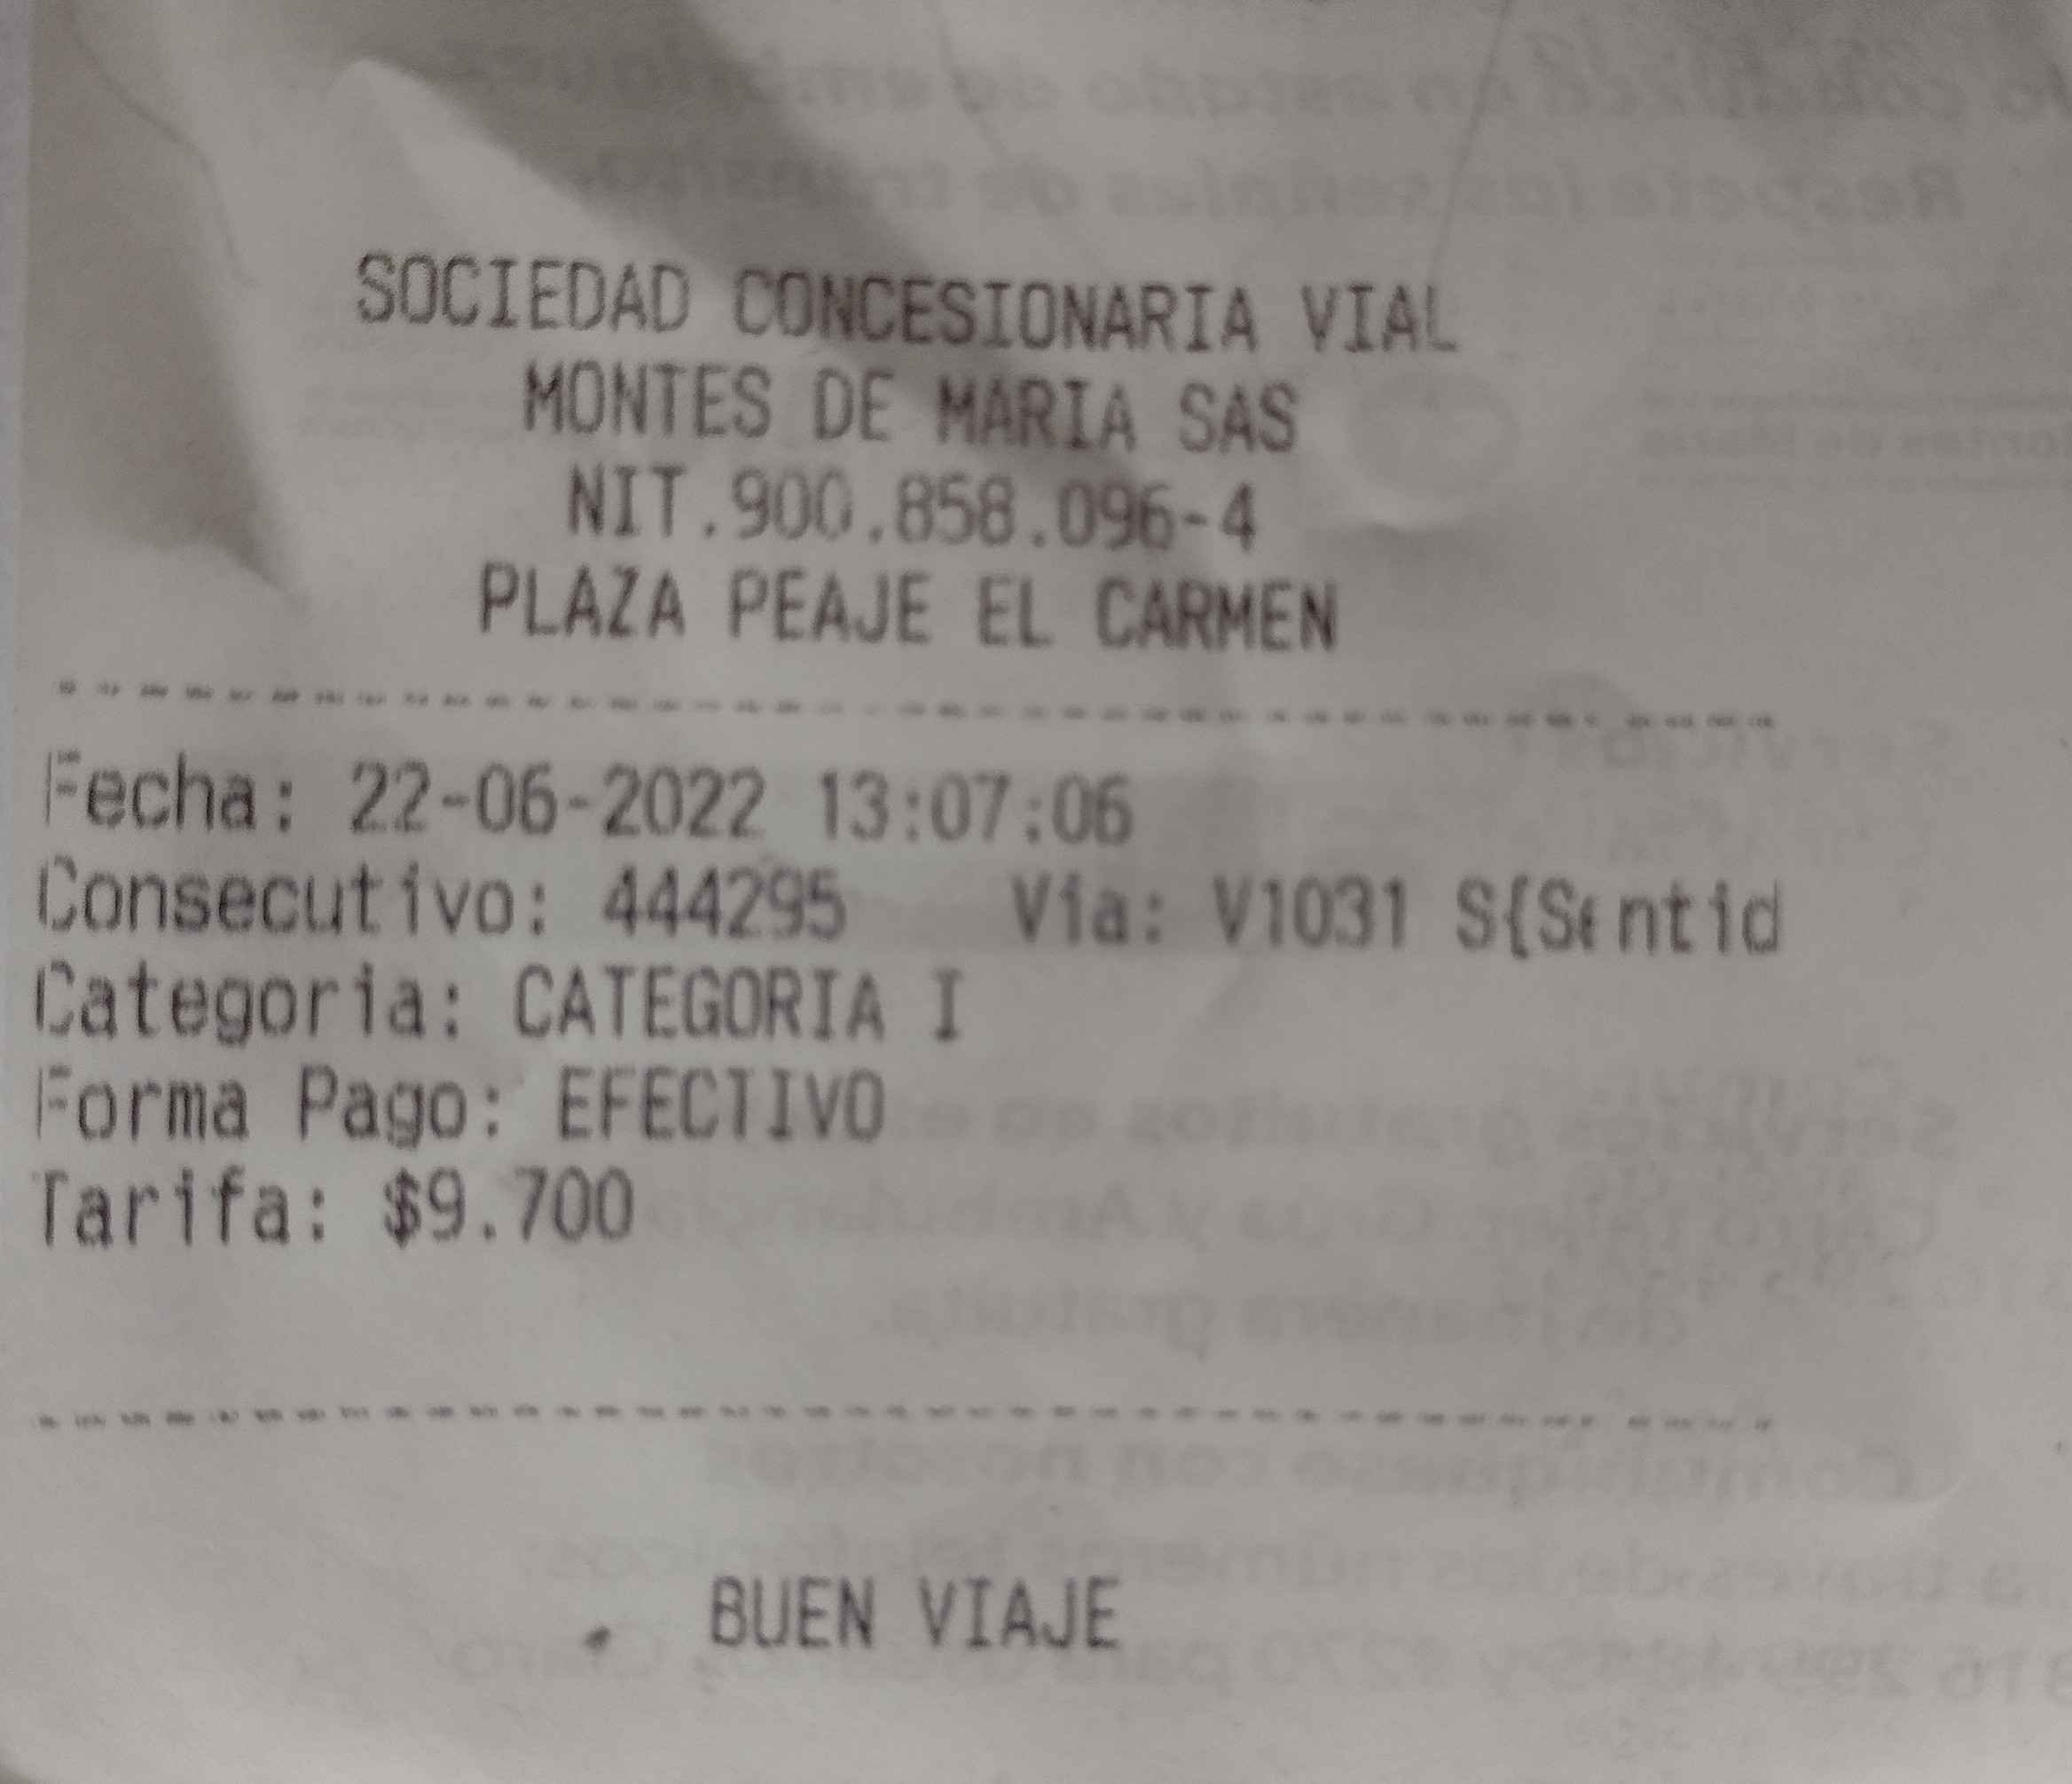 SOCIEDAD CONCESIONARIA VIAL
MONTES DE MARIA SAS
NIT.900.858.096-4
PLAZA PEAJE EL CARMEN
Fecha: 22-06-2022 13:07:06
Consecutivo: 444295 Via: V1031 S{Sentid
Categoria: CATEGORIA I
Forma Pago: EFECTIVO
Tarifa: $9.700
BUEN VIAJE